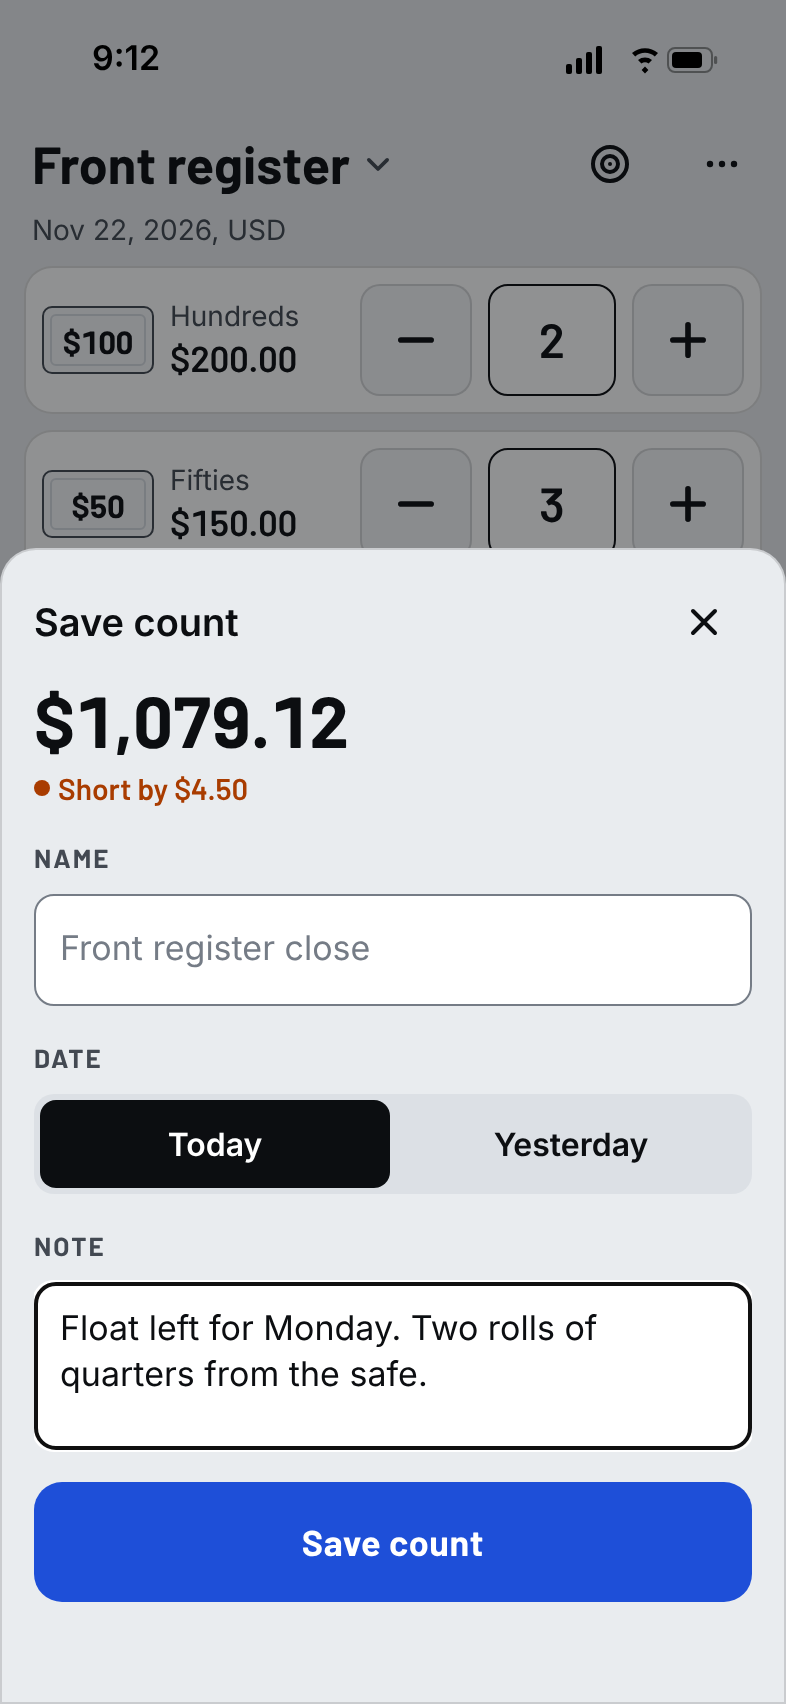 9:12
Front register
Nov 22, 2026, USD
$100
Hundreds
$200.00
2
$50
Fifties
$150.00
3
Save count
$1,079.12
Short by $4.50
NAME
Front register close
DATE
Today
Yesterday
NOTE
Float left for Monday. Two rolls of
quarters from the safe.
Save count